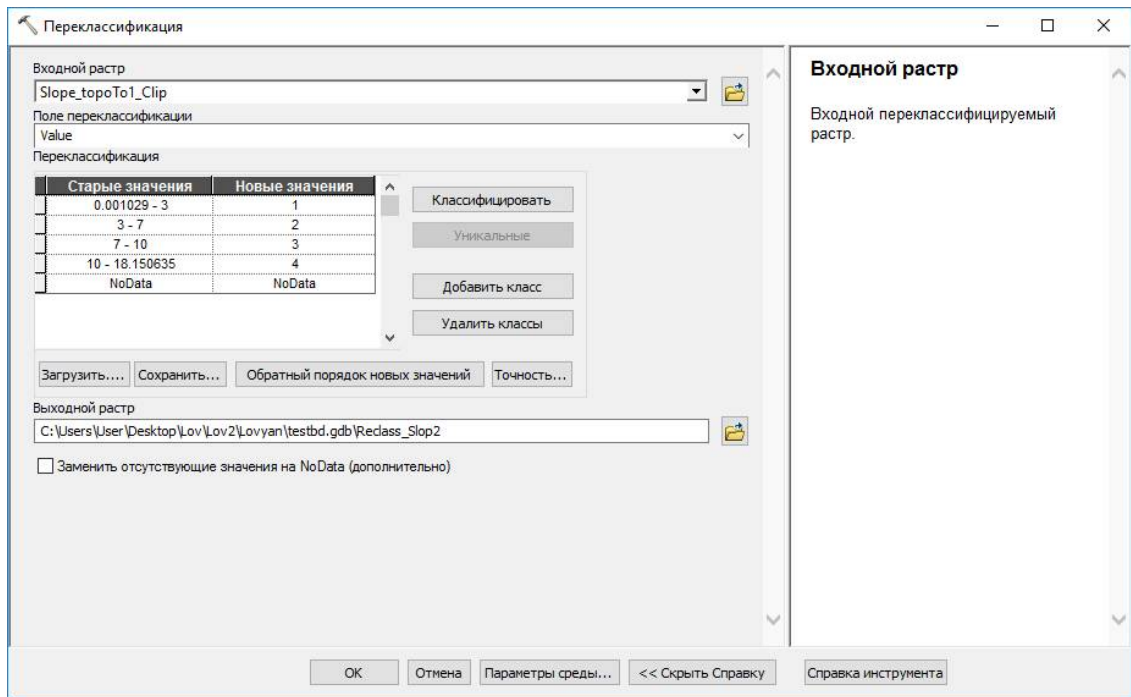 Переклассификация
Входной растр
Slope_topoTo1_Clip
Поле переклассификации
Value
Переклассификация
Старые значения Новые значения
0.001029 - 3 1
3 - 7 2
7 - 10 3
10 - 18.150635 4
NoData NoData
Классифицировать
Уникальные
Добавить класс
Удалить классы
Загрузить.... Сохранить... Обратный порядок новых значений Точность...
Выходной растр
C:\Users\User\Desktop\Lov\Lov2\Lovyan\testbd.gdb\Reclass_Slop2
Заменить отсутствующие значения на NoData (дополнительно)
Входной растр
Входной переклассифицируемый
растр.
OK Отмена Параметры среды... << Скрыть Справку Справка инструмента